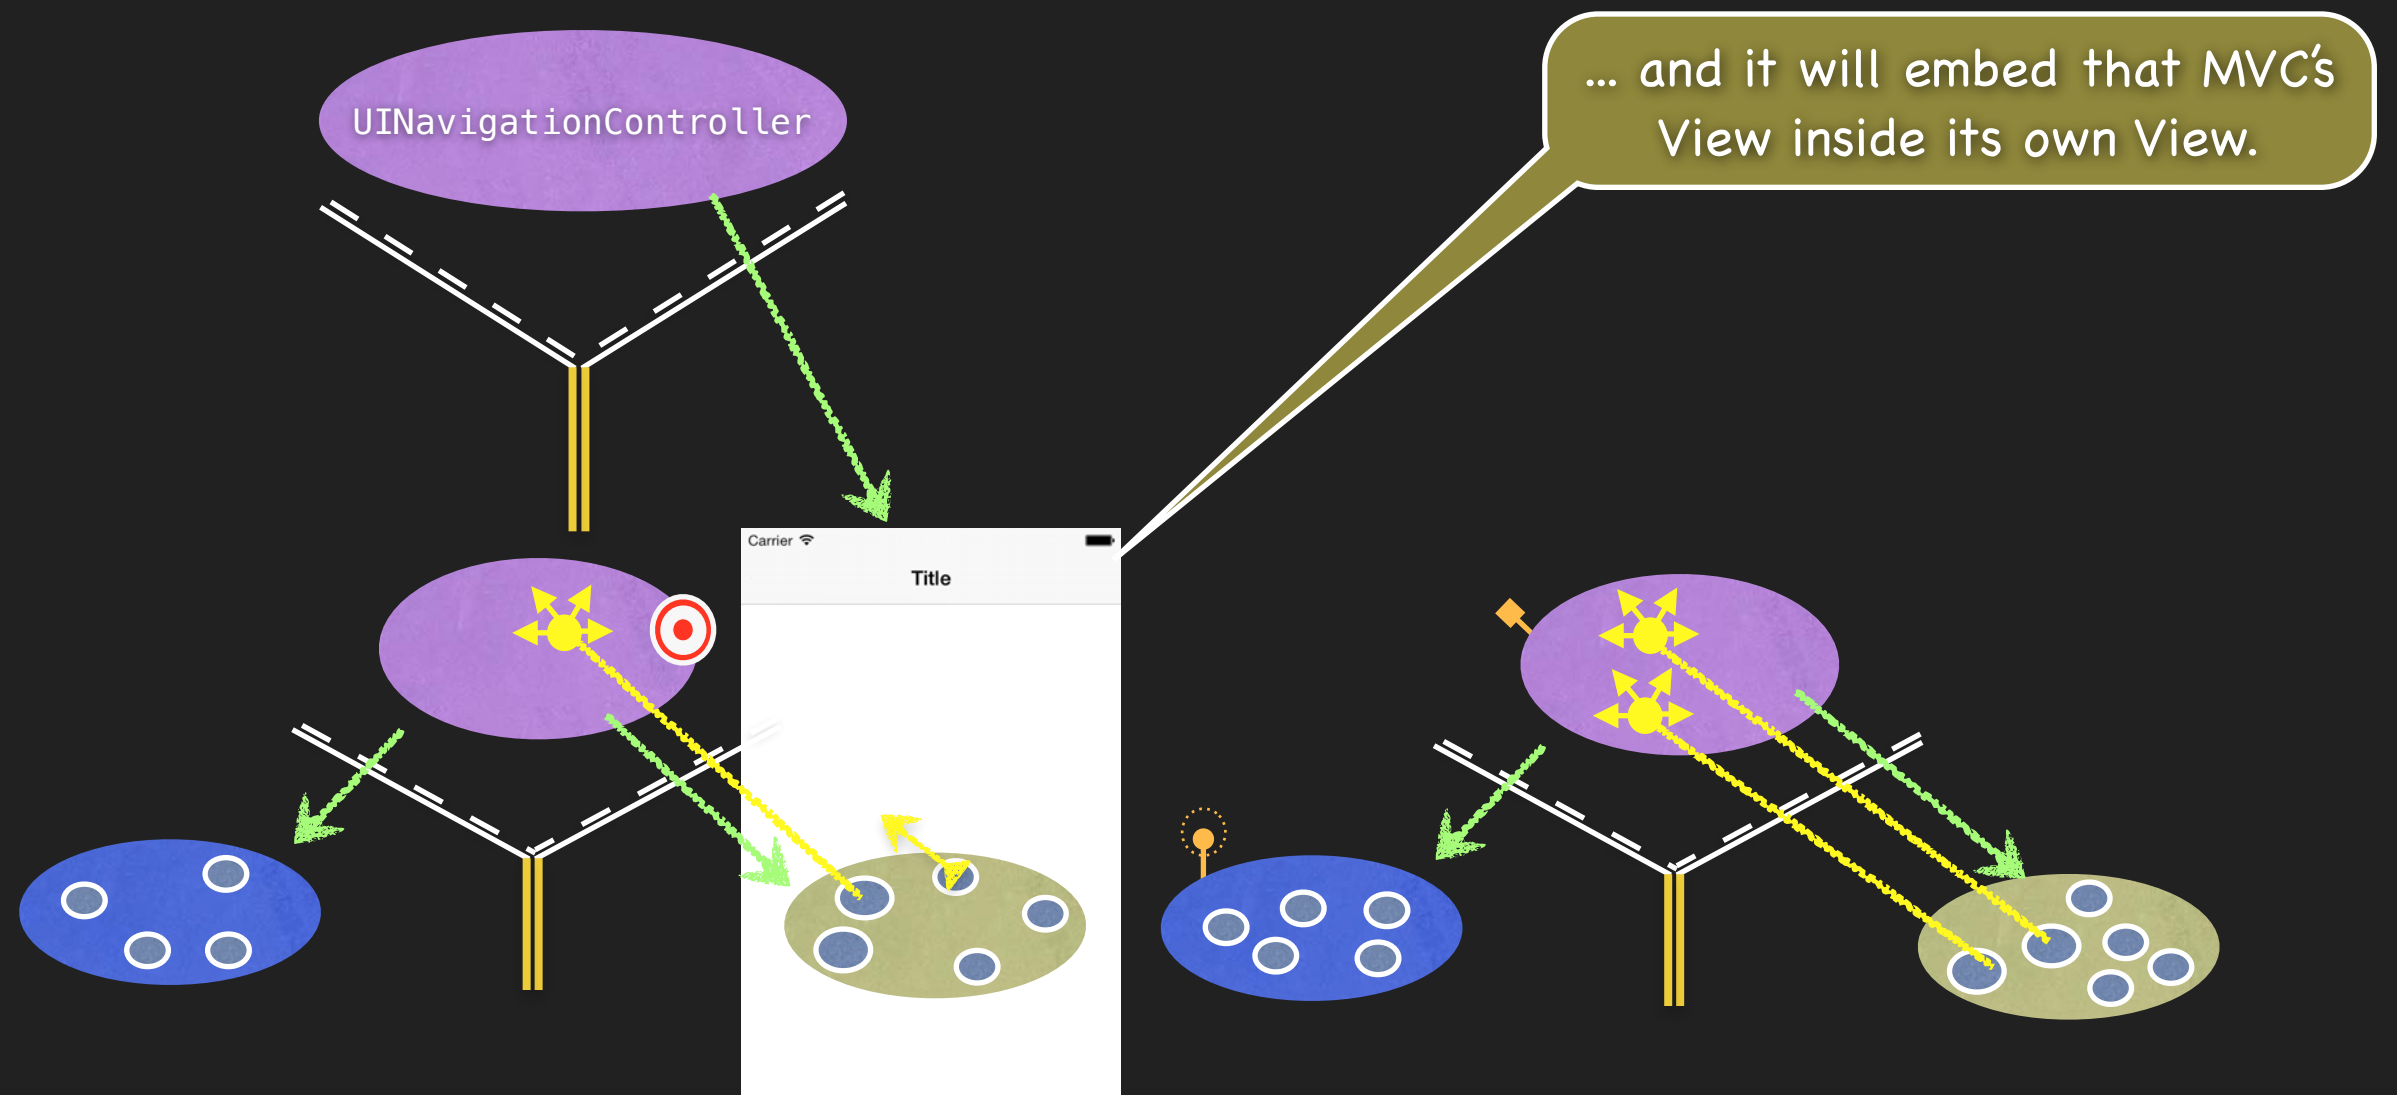 ... and it will embed that MVC's
View inside its own View.
UINavigationController
Carrier
Title